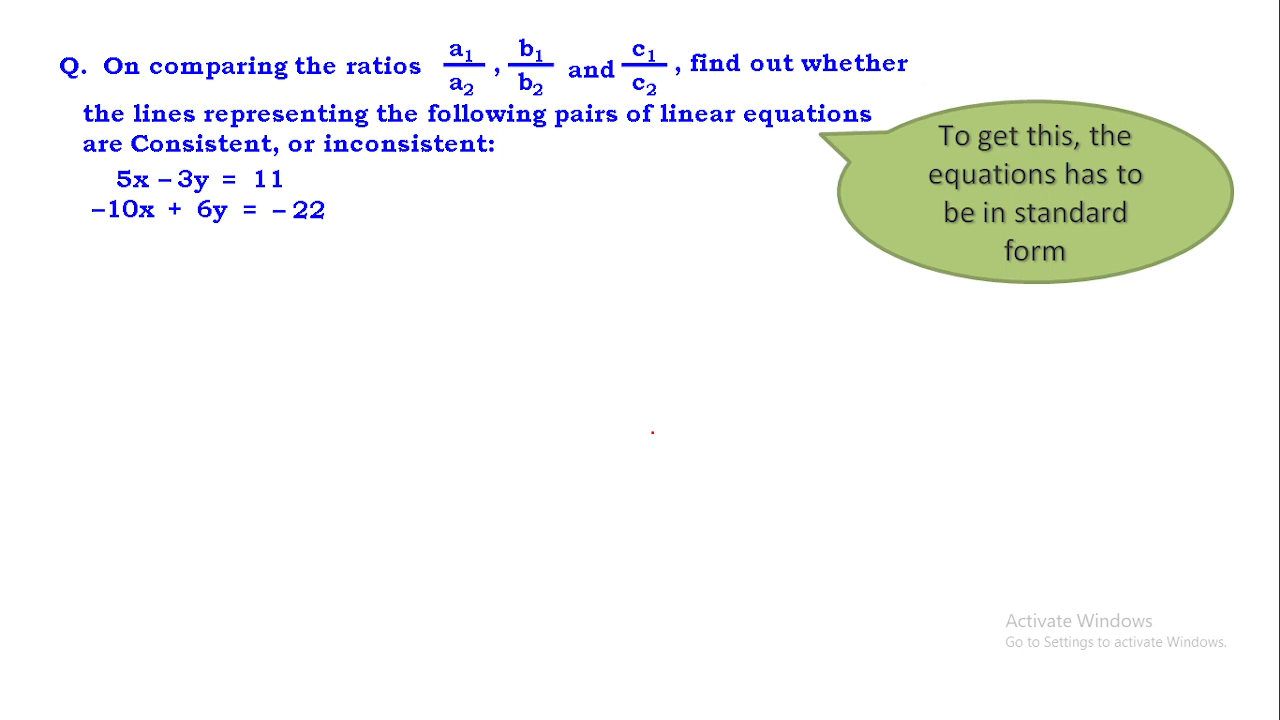 Q. On comparing the ratios a₁/a₂ , b₁/b₂ and c₁/c₂ , find out whether
the lines representing the following pairs of linear equations
are Consistent, or inconsistent:
5x – 3y = 11
–10x + 6y = – 22
To get this, the
equations has to
be in standard
form
Activate Windows
Go to Settings to activate Windows.